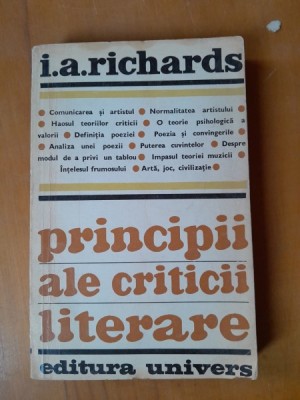 i.a.richards
● Comunicarea și artistul ● Normalitatea artistului ●
Haosul teoriilor criticii ● O teorie psihologică a
valorii ● Definiția poeziei ● Poezia și convingerile ●
Analiza unei poezii ● Puterea cuvintelor ● Despre
modul de a privi un tablou ● Impasul teoriei muzicii ●
Înțelesul frumosului ● Artă, joc, civilizație ●
principii
ale criticii
literare
editura univers